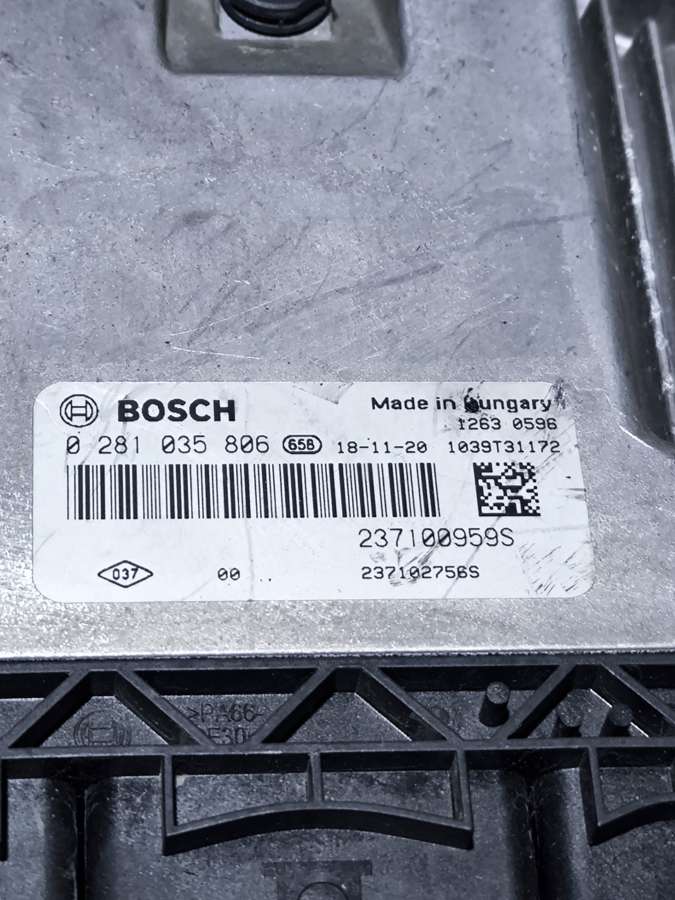 BOSCH
Made in Hungary
1263 0596
0 281 035 806 658 18-11-20 1039T31172
237100959S
037 00 237102756S
>PA66-